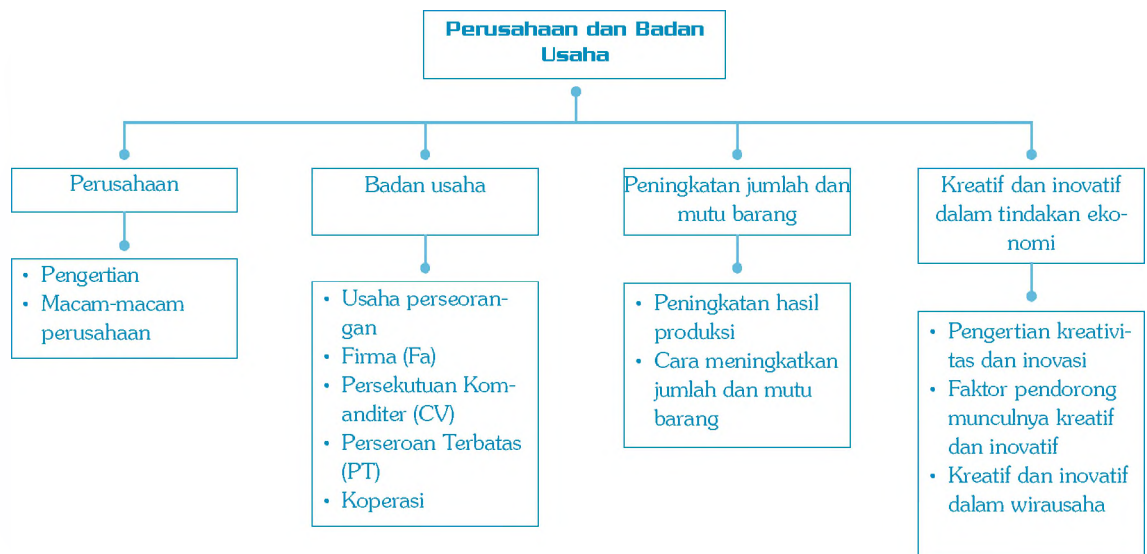 Perusahaan dan Badan
Usaha
Perusahaan
• Pengertian
• Macam-macam
perusahaan
Badan usaha
• Usaha perseoran-
gan
• Firma (Fa)
• Persekutuan Kom-
anditer (CV)
• Perseroan Terbatas
(PT)
• Koperasi
Peningkatan jumlah dan
mutu barang
• Peningkatan hasil
produksi
• Cara meningkatkan
jumlah dan mutu
barang
Kreatif dan inovatif
dalam tindakan eko-
nomi
• Pengertian kreativi-
tas dan inovasi
• Faktor pendorong
munculnya kreatif
dan inovatif
• Kreatif dan inovatif
dalam wirausaha